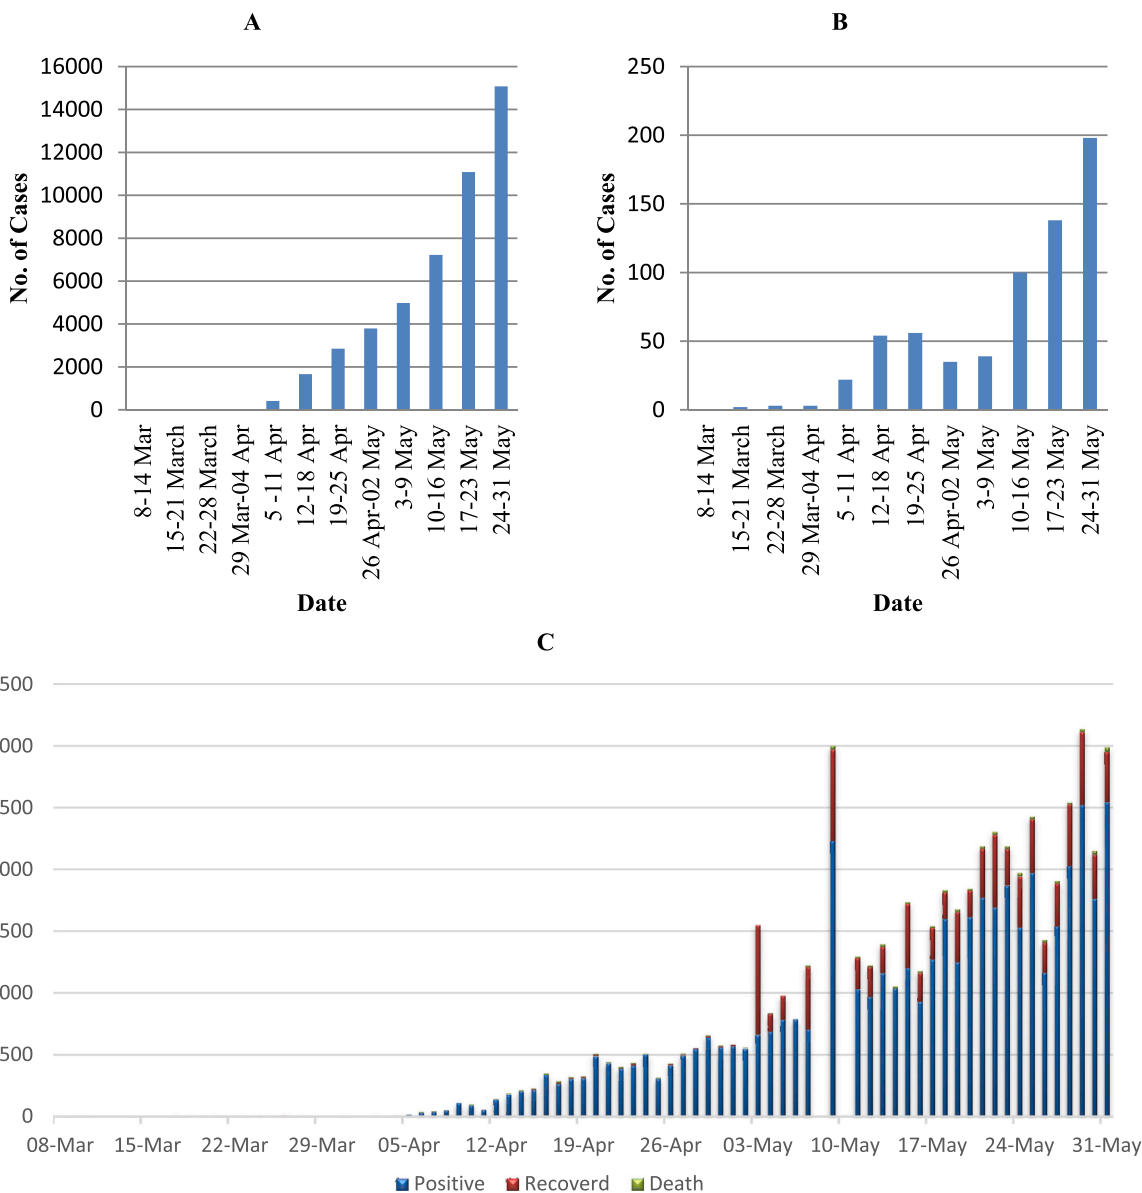 A
16000
14000
12000
10000
8000
6000
4000
2000
0
No. of Cases
8-14 Mar
15-21 March
22-28 March
29 Mar-04 Apr
5 -11 Apr
12-18 Apr
19-25 Apr
26 Apr-02 May
3-9 May
10-16 May
17-23 May
24-31 May
Date
B
250
200
150
100
50
0
No. of Cases
8-14 Mar
15-21 March
22-28 March
29 Mar-04 Apr
5 -11 Apr
12-18 Apr
19-25 Apr
26 Apr-02 May
3-9 May
10-16 May
17-23 May
24-31 May
Date
C
500
000
500
000
500
000
500
0
08-Mar 15-Mar 22-Mar 29-Mar 05-Apr 12-Apr 19-Apr 26-Apr 03-May 10-May 17-May 24-May 31-May
Positive Recoverd Death